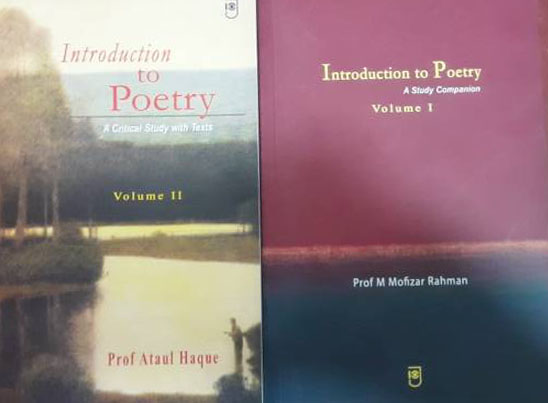 Introduction
to
Poetry
A Critical Study with Texts
Volume II
Prof Ataul Haque
Introduction to Poetry
A Study Companion
Volume I
Prof M Mofizar Rahman